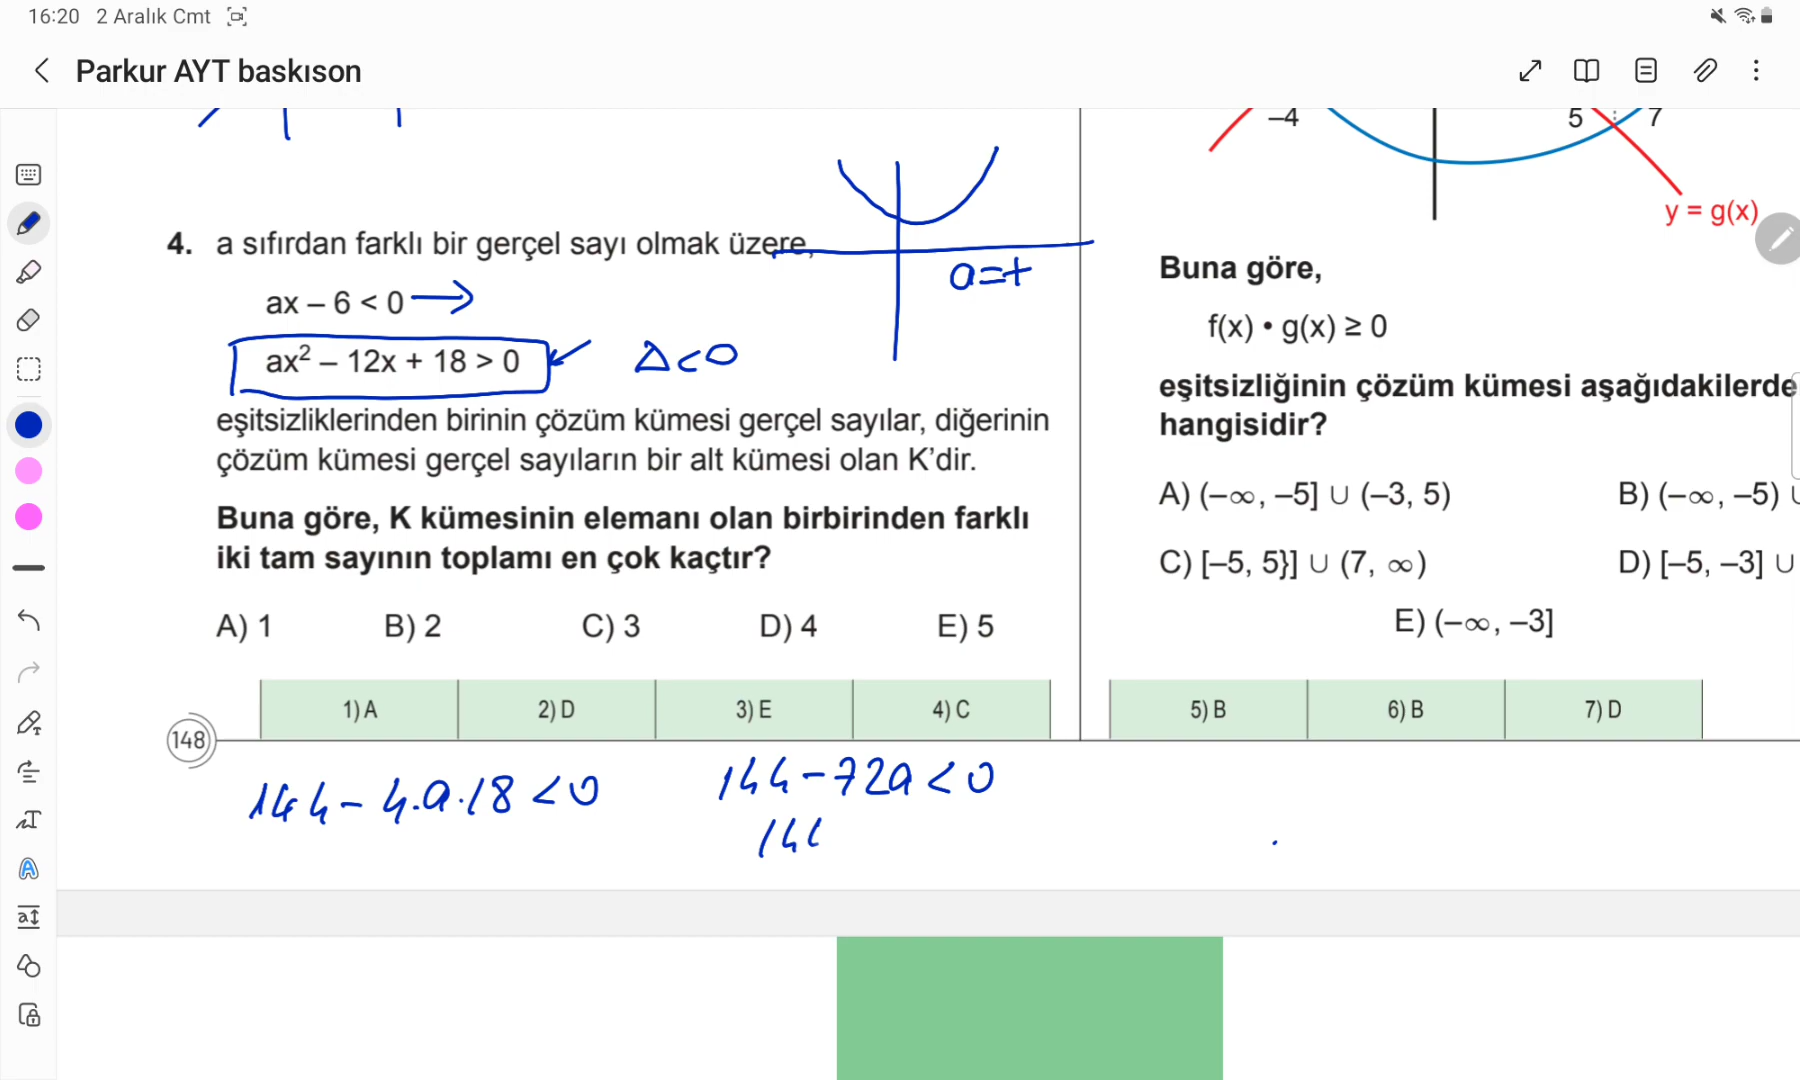 16:20 2 Aralık Cmt
Parkur AYT baskıson
4. a sıfırdan farklı bir gerçel sayı olmak üzere,
ax – 6 < 0 →
ax² – 12x + 18 > 0
Δ<0
a=+
eşitsizliklerinden birinin çözüm kümesi gerçel sayılar, diğerinin
çözüm kümesi gerçel sayıların bir alt kümesi olan K'dir.
Buna göre, K kümesinin elemanı olan birbirinden farklı
iki tam sayının toplamı en çok kaçtır?
A) 1 B) 2 C) 3 D) 4 E) 5
1) A 2) D 3) E 4) C
148
144 – 4.a.18 < 0
144 – 72a < 0
144
–4 5 7
y = g(x)
Buna göre,
f(x) • g(x) ≥ 0
eşitsizliğinin çözüm kümesi aşağıdakilerde
hangisidir?
A) (–∞, –5] ∪ (–3, 5) B) (–∞, –5) ∪
C) [–5, 5}] ∪ (7, ∞) D) [–5, –3] ∪
E) (–∞, –3]
5) B 6) B 7) D